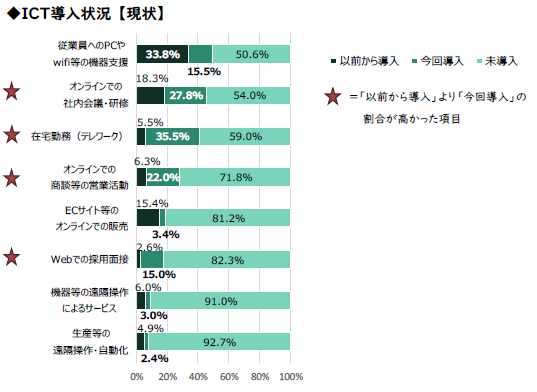 ◆ICT導入状況【現状】
従業員へのPCや
wifi等の機器支援
33.8%
15.5%
50.6%
■以前から導入 ■今回導入 ■未導入
オンラインでの
社内会議・研修
18.3%
27.8%
54.0%
★＝「以前から導入」より「今回導入」の
割合が高かった項目
在宅勤務（テレワーク）
5.5%
35.5%
59.0%
オンラインでの
商談等の営業活動
6.3%
22.0%
71.8%
ECサイト等の
オンラインでの販売
15.4%
3.4%
81.2%
Webでの採用面接
2.6%
15.0%
82.3%
機器等の遠隔操作
によるサービス
6.0%
3.0%
91.0%
生産等の
遠隔操作・自動化
4.9%
2.4%
92.7%
0% 20% 40% 60% 80% 100%